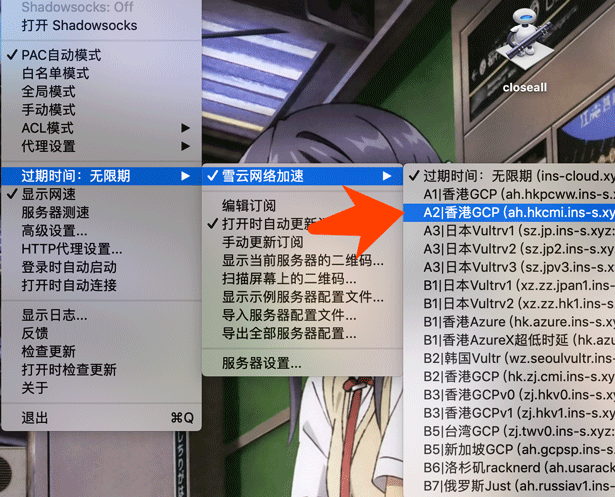 Shadowsocks: Off
打开 Shadowsocks
PAC自动模式
白名单模式
全局模式
手动模式
ACL模式
代理设置
过期时间：无限期
显示网速
服务器测速
高级设置...
HTTP代理设置...
登录时自动启动
打开时自动连接
显示日志...
反馈
检查更新
打开时检查更新
关于
退出 ⌘Q
雪云网络加速
编辑订阅
打开时自动更新
手动更新订阅
显示当前服务器的二维码...
扫描屏幕上的二维码...
显示示例服务器配置文件...
导入服务器配置文件...
导出全部服务器配置...
服务器设置...
过期时间：无限期 (ins-cloud.xy
A1|香港GCP (ah.hkpcww.ins-s
A2|香港GCP (ah.hkcmi.ins-s.xy
A3|日本Vultrv1 (sz.jp.ins-s.xyz:
A3|日本Vultrv2 (sz.jp2.ins-s.
A3|日本Vultrv3 (sz.jpv3.ins-s
B1|日本Vultrv1 (xz.zz.jpan1.ins-
B1|日本Vultrv2 (xz.zz.hk1.ins-
B1|香港Azure (hk.azure.ins-s.
B1|香港AzureX超低时延 (hk.az
B2|韩国Vultr (wz.seoulvultr.in
B2|香港GCP (hk.zj.cmi.ins-s.xy
B3|香港GCPv0 (zj.hkv0.ins-s.
B3|香港GCPv1 (zj.hkv1.ins-s.x
B5|台湾GCP (zj.twv0.ins-s.xy
B5|新加坡GCP (ah.gcpsp.ins-s
B6|洛杉矶racknerd (ah.usarack
B7|俄罗斯Just (ah.russiav1.ins
closeall